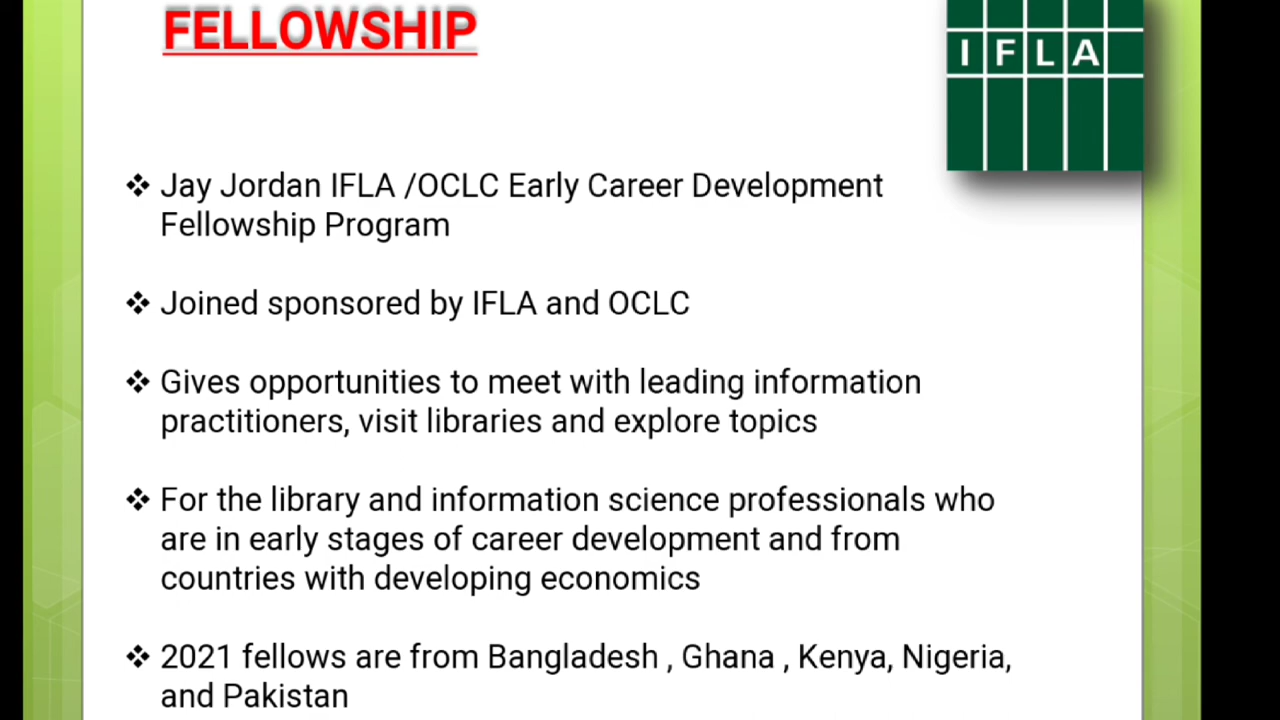 FELLOWSHIP
IFLA
❖ Jay Jordan IFLA /OCLC Early Career Development
Fellowship Program
❖ Joined sponsored by IFLA and OCLC
❖ Gives opportunities to meet with leading information
practitioners, visit libraries and explore topics
❖ For the library and information science professionals who
are in early stages of career development and from
countries with developing economics
❖ 2021 fellows are from Bangladesh , Ghana , Kenya, Nigeria,
and Pakistan